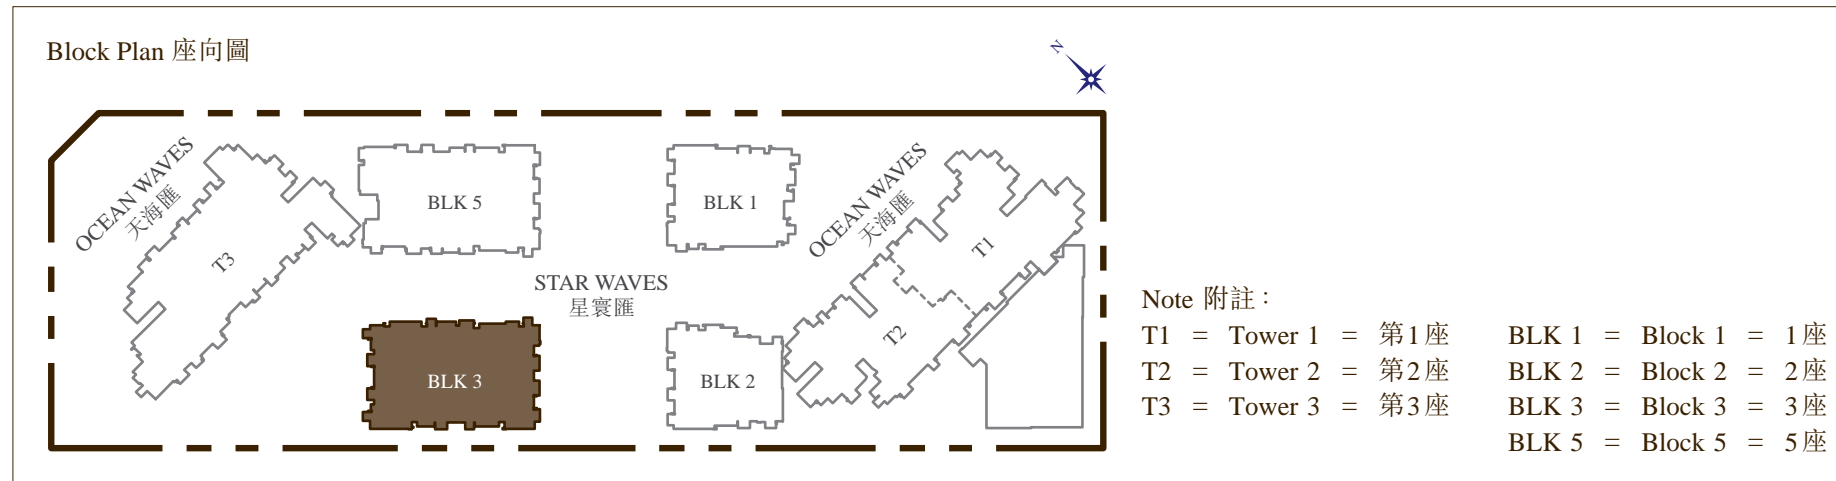 Block Plan 座向圖
N
OCEAN WAVES
天海匯
T3
BLK 5
BLK 1
OCEAN WAVES
天海匯
T1
STAR WAVES
星寰匯
BLK 3
BLK 2
T2
Note 附註：
T1 = Tower 1 = 第1座 BLK 1 = Block 1 = 1座
T2 = Tower 2 = 第2座 BLK 2 = Block 2 = 2座
T3 = Tower 3 = 第3座 BLK 3 = Block 3 = 3座
BLK 5 = Block 5 = 5座